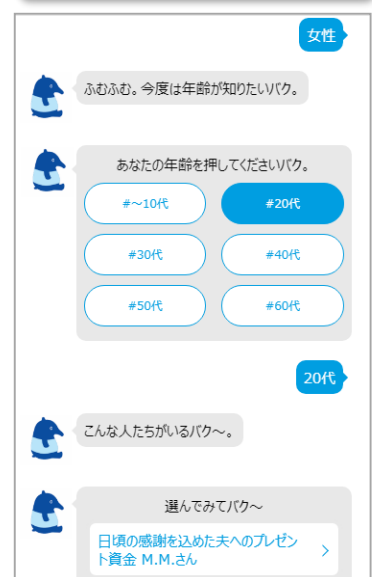 女性
ふむふむ。今度は年齢が知りたいバク。
あなたの年齢を押してくださいバク。
#～10代
#20代
#30代
#40代
#50代
#60代
20代
こんな人たちがいるバク～。
選んでみてバク～
日頃の感謝を込めた夫へのプレゼン
ト資金 M.M.さん